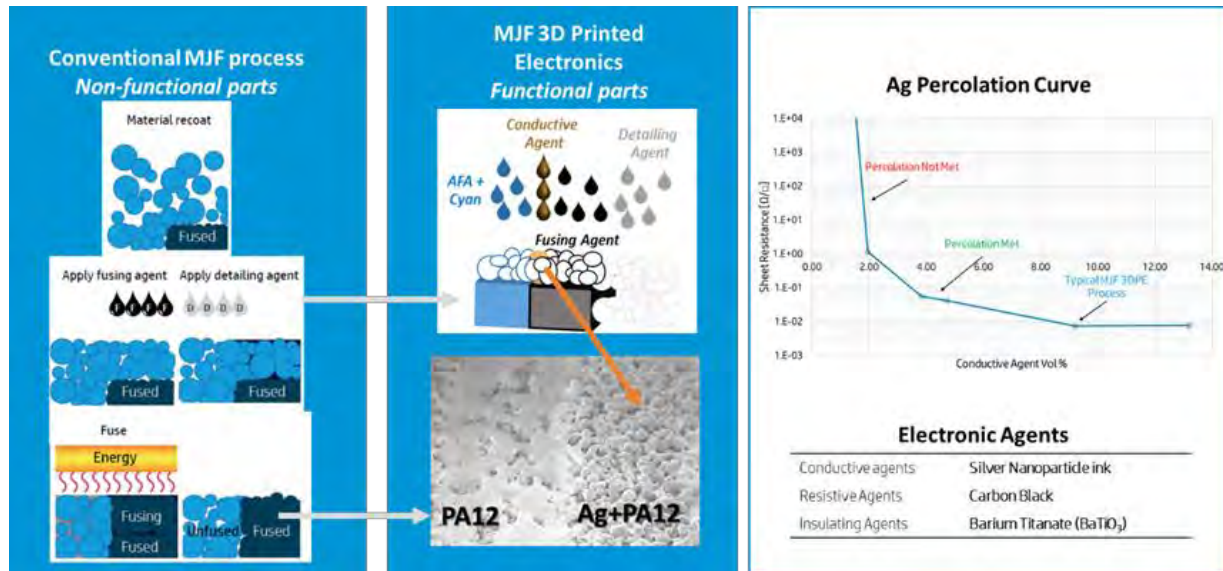 Conventional MJF process
Non-functional parts
Material recoat
Fused
Apply fusing agent
Apply detailing agent
F F F F
D D D D
Fused
Fused
Fuse
Energy
Fusing
Fused
Unfused
Fused
MJF 3D Printed
Electronics
Functional parts
Conductive
Agent
Detailing
Agent
AFA +
Cyan
Fusing Agent
PA12
Ag+PA12
Ag Percolation Curve
Sheet Resistance [Ω/□]
1.E+04
1.E+03
1.E+02
1.E+01
1.E+00
1.E-01
1.E-02
1.E-03
0.00 2.00 4.00 6.00 8.00 10.00 12.00 14.00
Percolation Not Met
Percolation Met
Typical MJF 3DPE
Process
Conductive Agent Vol %
Electronic Agents
Conductive agents Silver Nanoparticle ink
Resistive Agents Carbon Black
Insulating Agents Barium Titanate (BaTiO₃)